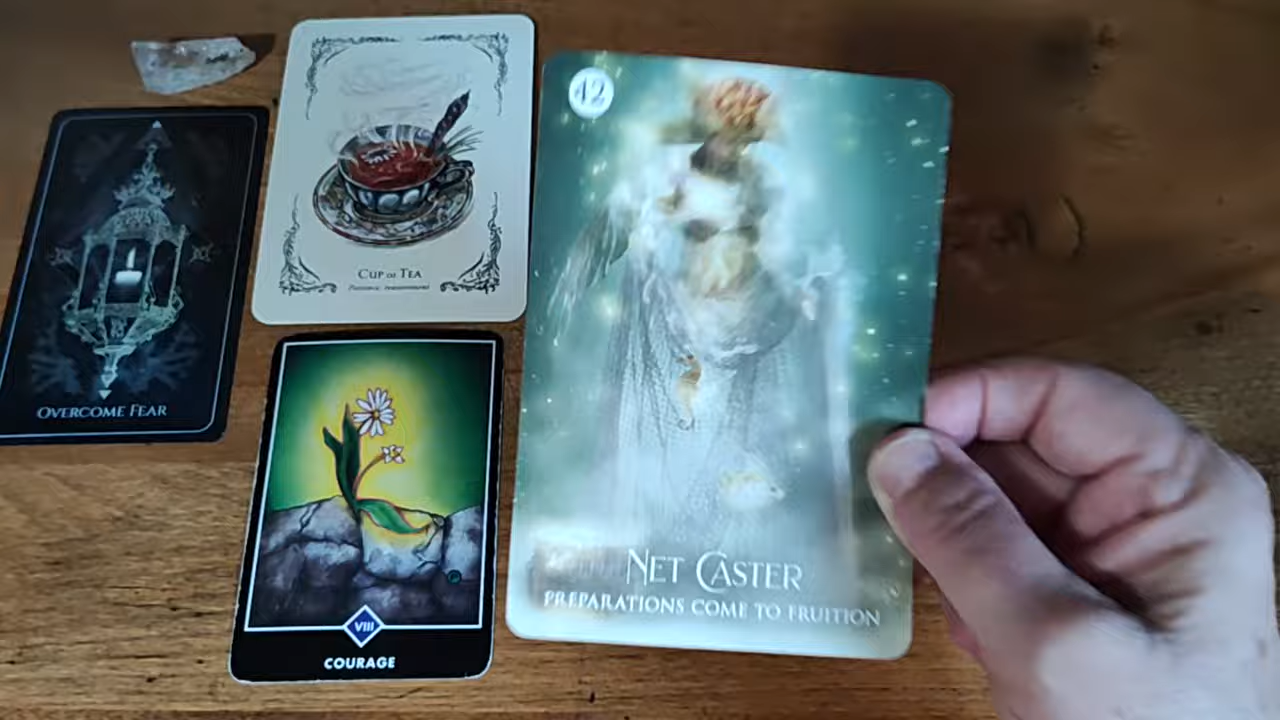 OVERCOME FEAR
CUP OF TEA
VIII
COURAGE
42
NET CASTER
PREPARATIONS COME TO FRUITION